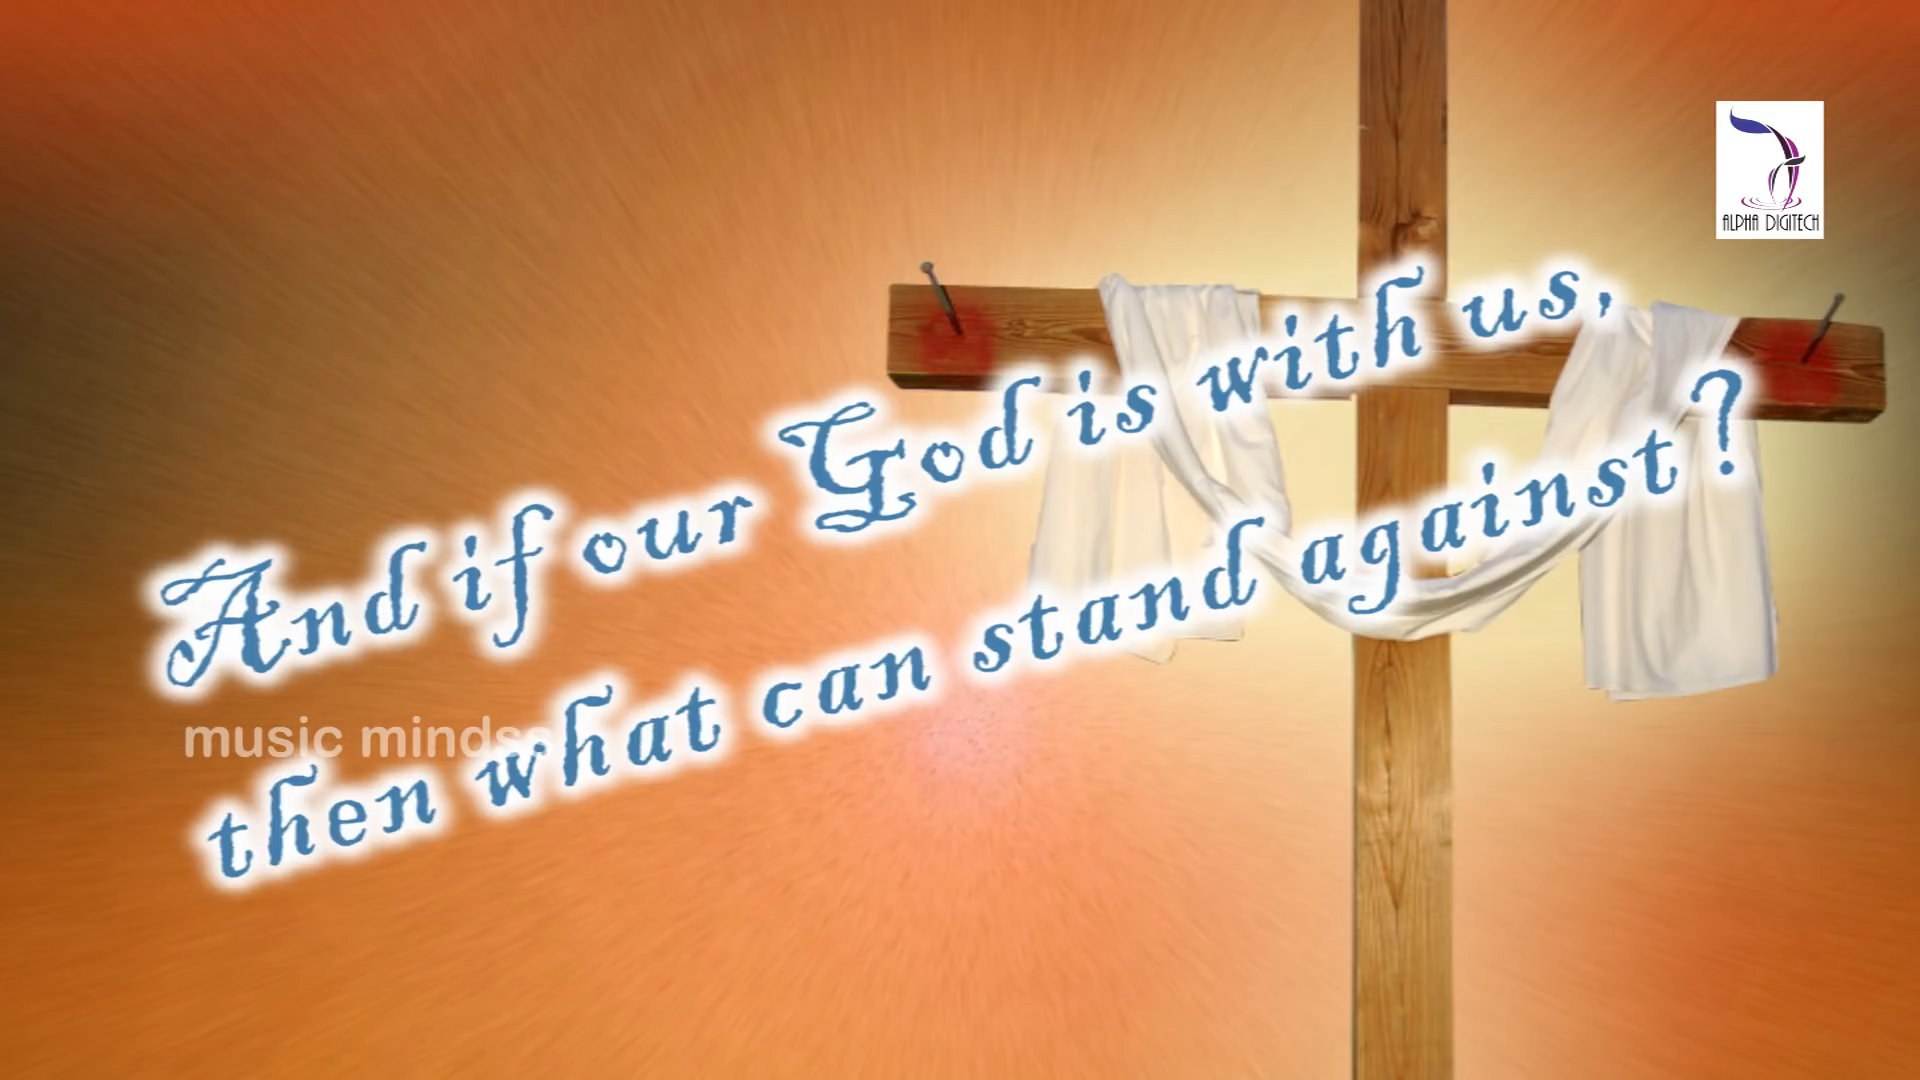 ALPHA DIGITECH
And if our God is with us,
then what can stand against?
music minds